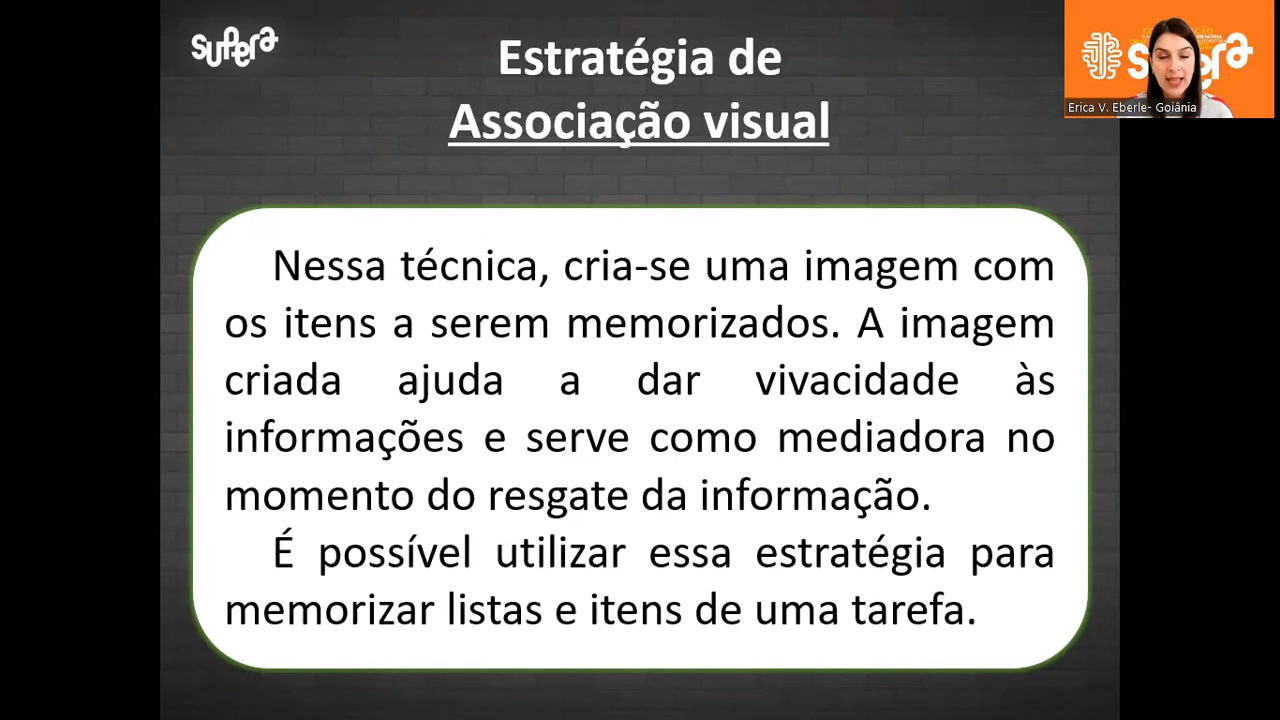 supera
Estratégia de
Associação visual
Nessa técnica, cria-se uma imagem com
os itens a serem memorizados. A imagem
criada ajuda a dar vivacidade às
informações e serve como mediadora no
momento do resgate da informação.
É possível utilizar essa estratégia para
memorizar listas e itens de uma tarefa.
Erica V. Eberle- Goiânia